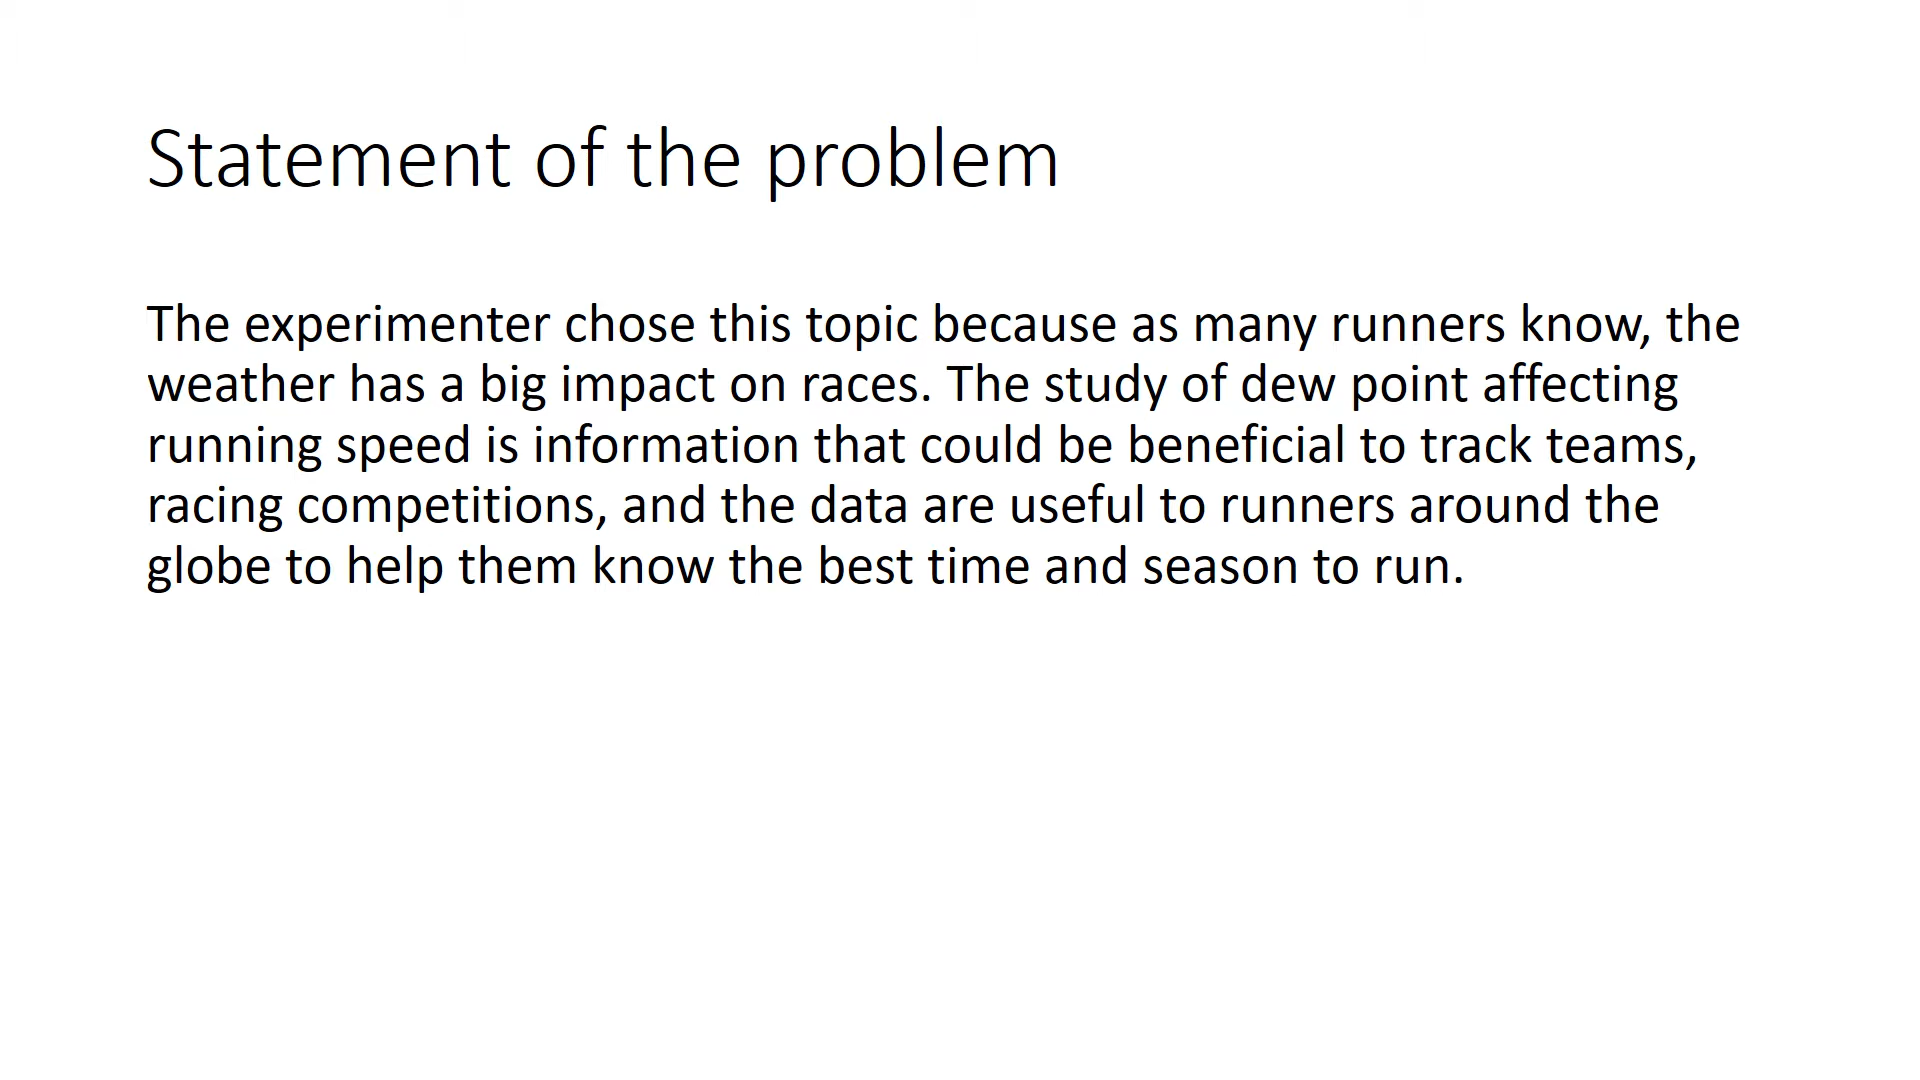 Statement of the problem
The experimenter chose this topic because as many runners know, the
weather has a big impact on races. The study of dew point affecting
running speed is information that could be beneficial to track teams,
racing competitions, and the data are useful to runners around the
globe to help them know the best time and season to run.